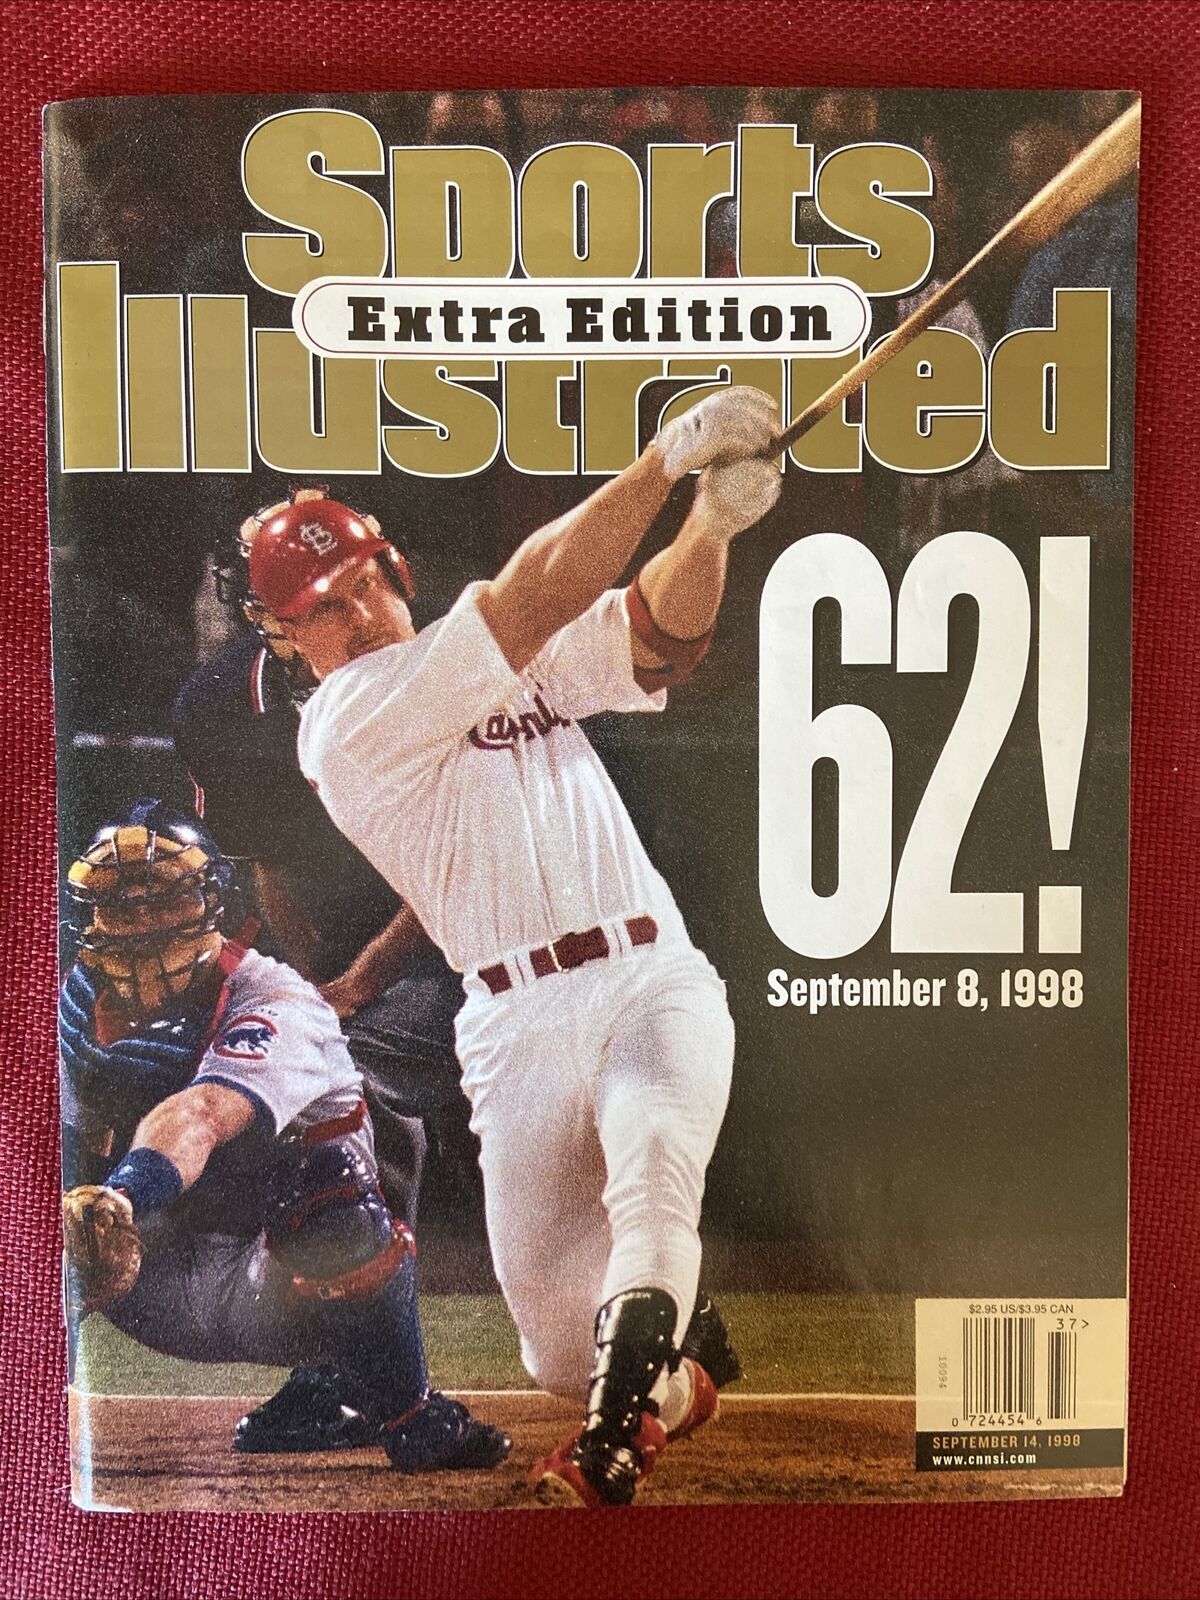 Sports
Illustrated
Extra Edition
62!
September 8, 1998
$2.95 US/$3.95 CAN
37>
10094
0 724454 6
SEPTEMBER 14, 1998
www.cnnsi.com